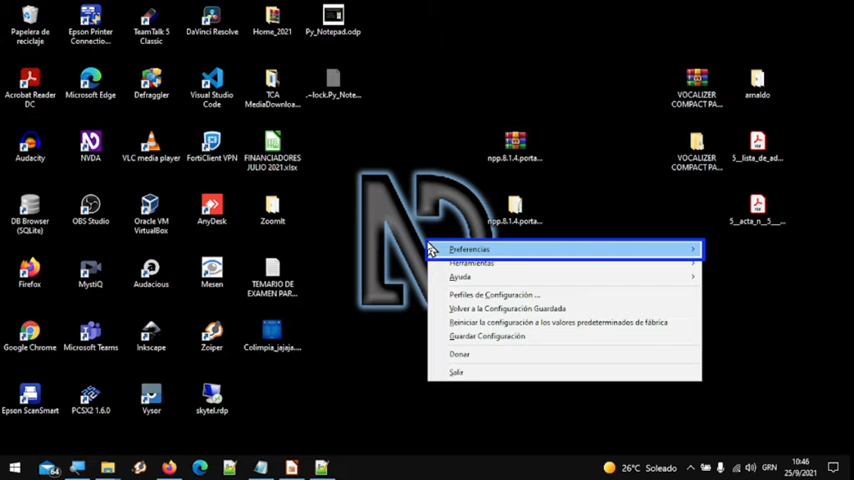 Papelera de
reciclaje
Epson Printer
Connectio...
TeamTalk 5
Classic
DaVinci Resolve
Home_2021
Py_Notepad.odp
Acrobat Reader
DC
Microsoft Edge
Defraggler
Visual Studio
Code
TCA
MediaDownloa...
.~lock.Py_Note...
VOCALIZER
COMPACT PA...
arnaldo
Audacity
NVDA
VLC media player
FortiClient VPN
FINANCIADORES
JULIO 2021.xlsx
npp.8.1.4.porta...
VOCALIZER
COMPACT PA...
5__lista_de_ad...
DB Browser
(SQLite)
OBS Studio
Oracle VM
VirtualBox
AnyDesk
ZoomIt
npp.8.1.4.porta...
5__acta_n__5__...
Firefox
MystiQ
Audacious
Mesen
TEMARIO DE
EXAMEN PAR...
Google Chrome
Microsoft Teams
Inkscape
Zoiper
Colimpia_jajaja....
Epson ScanSmart
PCSX2 1.6.0
Vysor
skytel.rdp
Preferencias
Herramientas
Ayuda
Perfiles de Configuración ...
Volver a la Configuración Guardada
Reiniciar la configuración a los valores predeterminados de fábrica
Guardar Configuración
Donar
Salir
64
26°C Soleado
GRN
10:46
25/9/2021